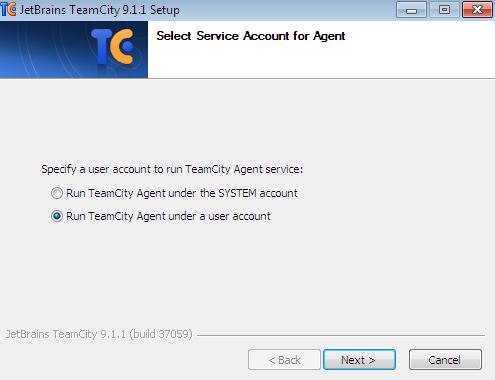 JetBrains TeamCity 9.1.1 Setup
TC
Select Service Account for Agent
Specify a user account to run TeamCity Agent service:
Run TeamCity Agent under the SYSTEM account
Run TeamCity Agent under a user account
JetBrains TeamCity 9.1.1 (build 37059)
< Back
Next >
Cancel